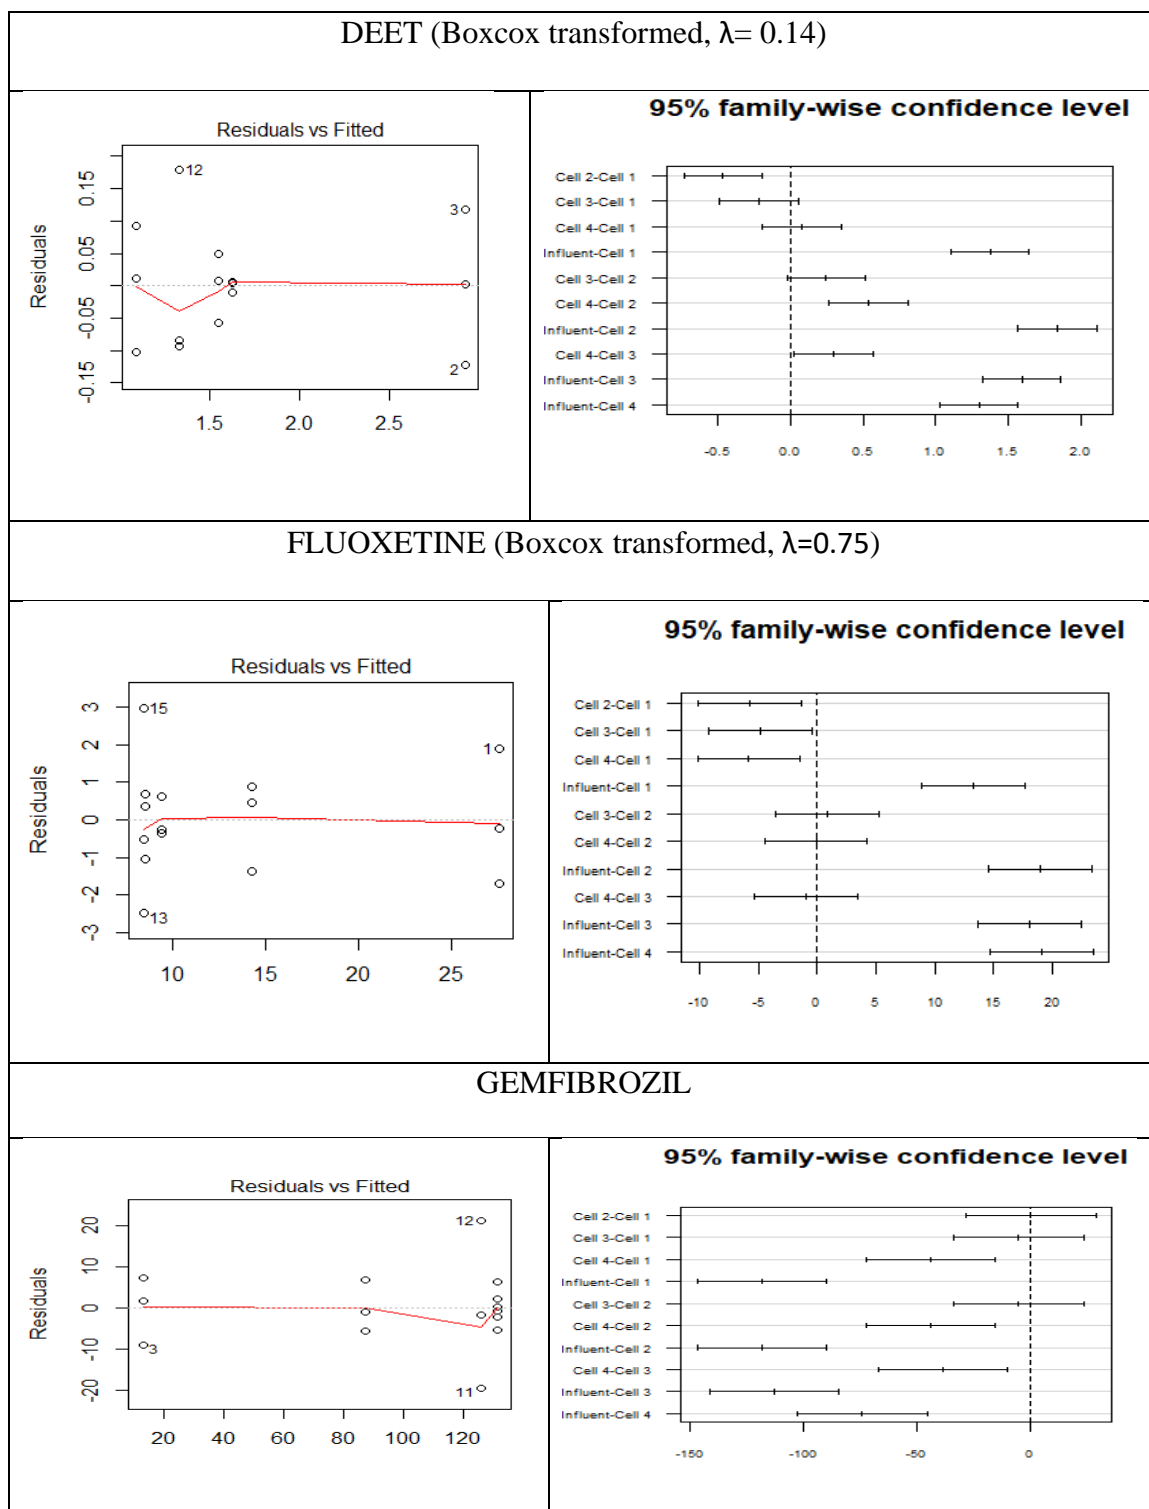 DEET (Boxcox transformed, λ= 0.14)
Residuals vs Fitted
Residuals
-0.15 -0.05 0.05 0.15
12
3
2
1.5 2.0 2.5
95% family-wise confidence level
Cell 2-Cell 1
Cell 3-Cell 1
Cell 4-Cell 1
Influent-Cell 1
Cell 3-Cell 2
Cell 4-Cell 2
Influent-Cell 2
Cell 4-Cell 3
Influent-Cell 3
Influent-Cell 4
-0.5 0.0 0.5 1.0 1.5 2.0
FLUOXETINE (Boxcox transformed, λ=0.75)
Residuals vs Fitted
Residuals
-3 -2 -1 0 1 2 3
15
1
13
10 15 20 25
95% family-wise confidence level
Cell 2-Cell 1
Cell 3-Cell 1
Cell 4-Cell 1
Influent-Cell 1
Cell 3-Cell 2
Cell 4-Cell 2
Influent-Cell 2
Cell 4-Cell 3
Influent-Cell 3
Influent-Cell 4
-10 -5 0 5 10 15 20
GEMFIBROZIL
Residuals vs Fitted
Residuals
-20 -10 0 10 20
12
3
11
20 40 60 80 100 120
95% family-wise confidence level
Cell 2-Cell 1
Cell 3-Cell 1
Cell 4-Cell 1
Influent-Cell 1
Cell 3-Cell 2
Cell 4-Cell 2
Influent-Cell 2
Cell 4-Cell 3
Influent-Cell 3
Influent-Cell 4
-150 -100 -50 0